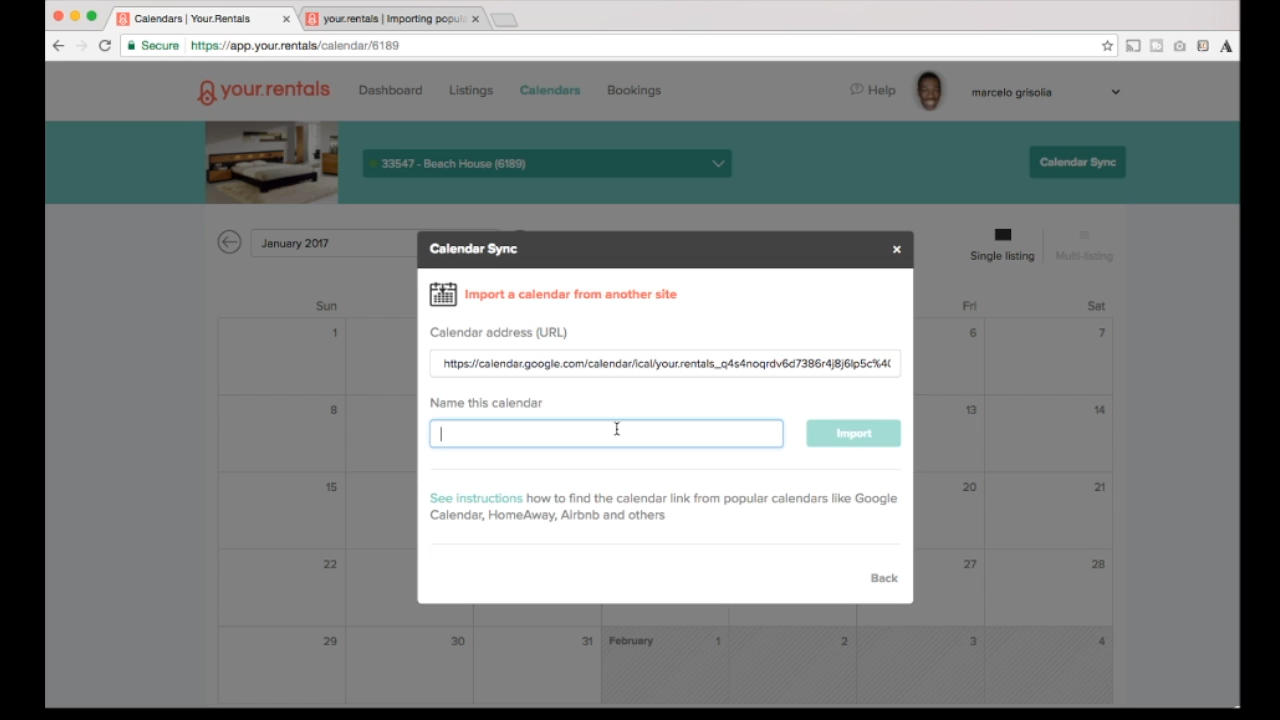 Calendars | Your.Rentals
your.rentals | Importing popula
Secure
https://app.your.rentals/calendar/6189
your.rentals
Dashboard
Listings
Calendars
Bookings
Help
marcelo grisolia
33547 - Beach House (6189)
Calendar Sync
January 2017
Single listing
Multi-listing
Calendar Sync
×
Import a calendar from another site
Calendar address (URL)
https://calendar.google.com/calendar/ical/your.rentals_q4s4noqrdv6d7386r4j8j6lp5c%4(
Name this calendar
Import
See instructions how to find the calendar link from popular calendars like Google
Calendar, HomeAway, Airbnb and others
Back
Sun
Fri
Sat
1
6
7
8
13
14
15
20
21
22
27
28
29
30
31
February
1
2
3
4